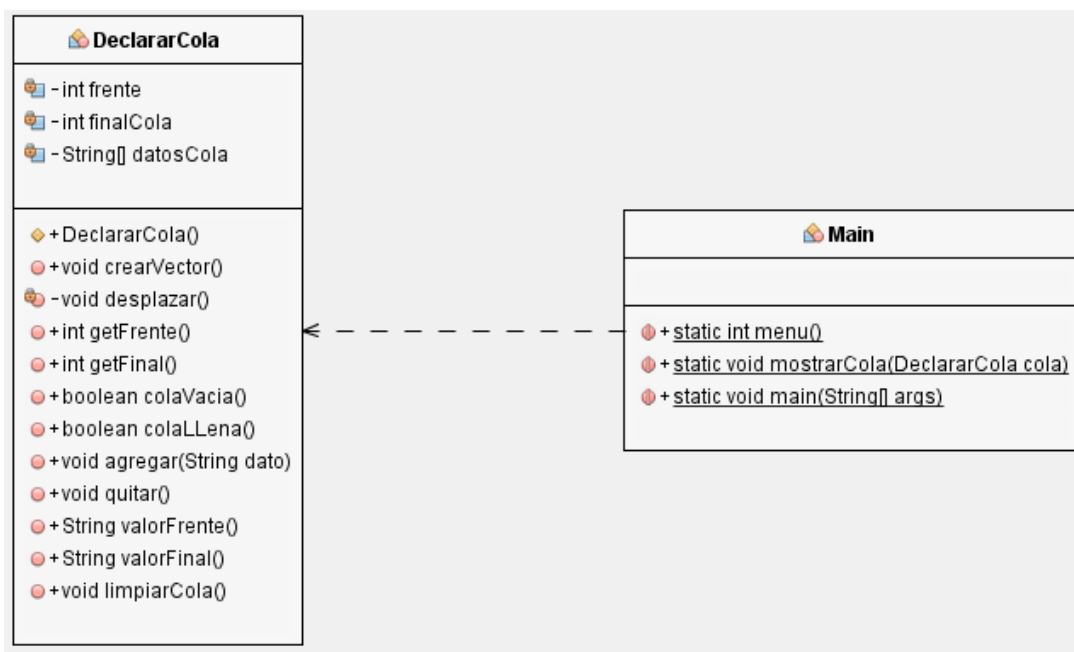 DeclararCola
- int frente
- int finalCola
- String[] datosCola
+ DeclararCola()
+ void crearVector()
- void desplazar()
+ int getFrente()
+ int getFinal()
+ boolean colaVacia()
+ boolean colaLLena()
+ void agregar(String dato)
+ void quitar()
+ String valorFrente()
+ String valorFinal()
+ void limpiarCola()
Main
+ static int menu()
+ static void mostrarCola(DeclararCola cola)
+ static void main(String[] args)